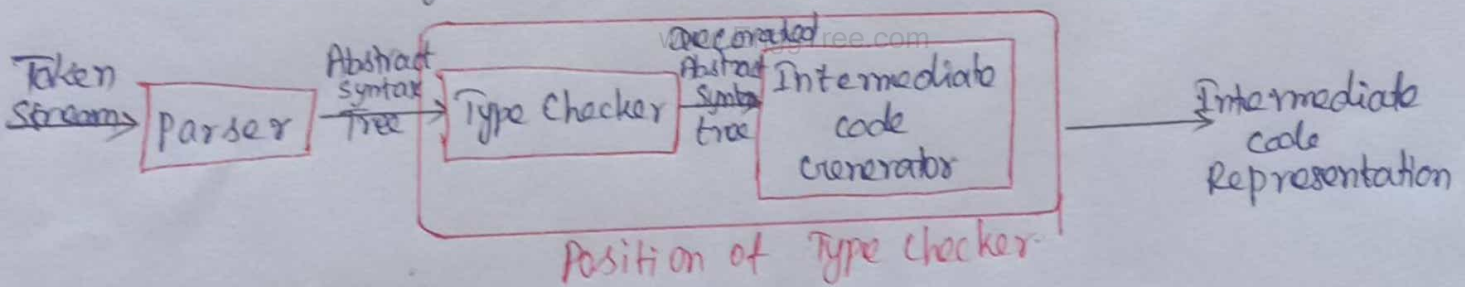 Token
Stream
Parser
Abstract
syntax
Tree
Type Checker
Decorated
Abstract
Syntax
tree
Intermediate
code
Generator
Intermediate
code
Representation
Position of Type checker